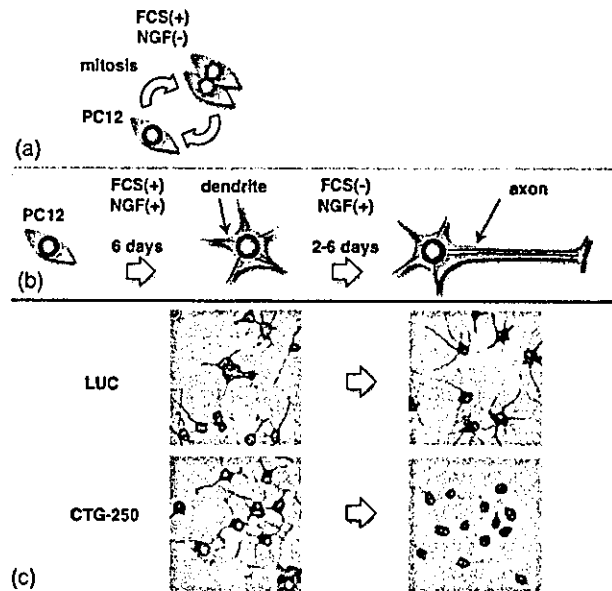 FCS(+)
NGF(-)
mitosis
PC12
(a)
FCS(+)
NGF(+)
dendrite
FCS(-)
NGF(+)
axon
PC12
6 days
2-6 days
(b)
LUC
CTG-250
(c)